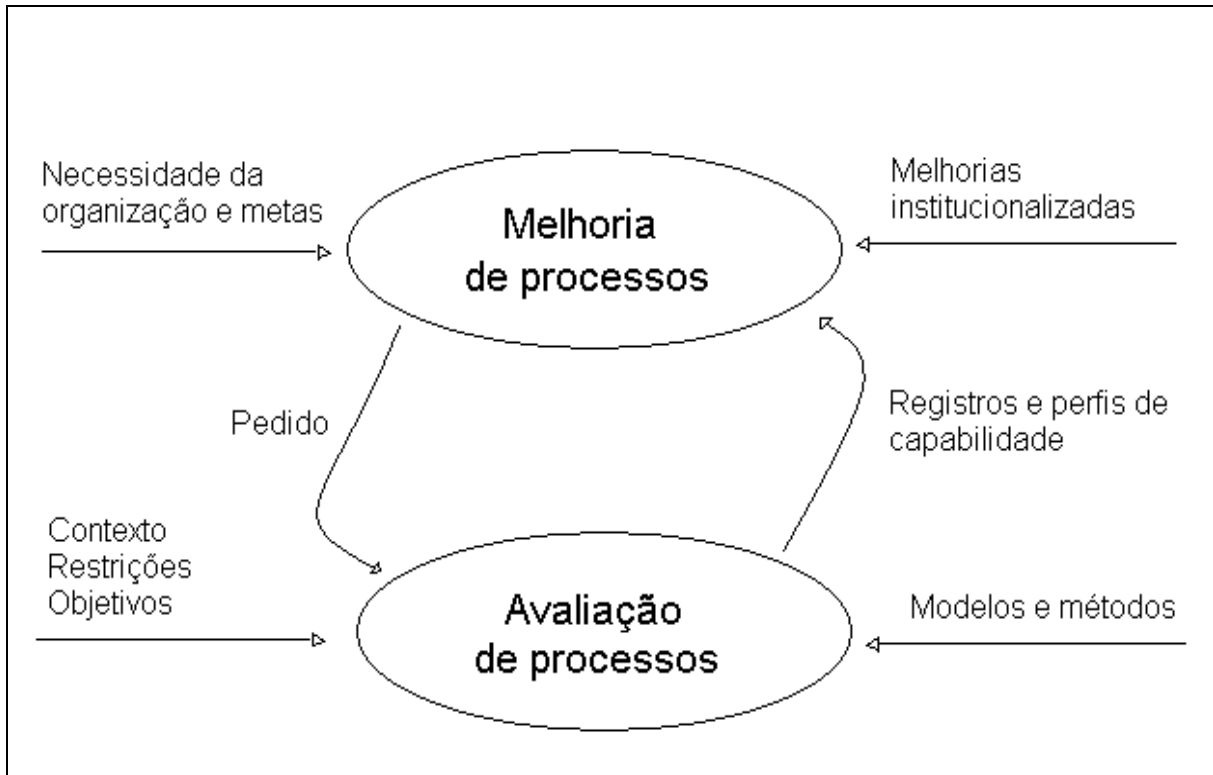 Necessidade da
organização e metas
Melhoria
de processos
Melhorias
institucionalizadas
Pedido
Registros e perfis de
capabilidade
Contexto
Restrições
Objetivos
Avaliação
de processos
Modelos e métodos